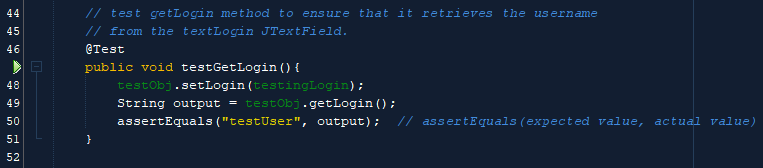 44 // test getLogin method to ensure that it retrieves the username
45 // from the textLogin JTextField.
46 @Test
public void testGetLogin(){
48 testObj.setLogin(testingLogin);
49 String output = testObj.getLogin();
50 assertEquals("testUser", output); // assertEquals(expected value, actual value)
51 }
52